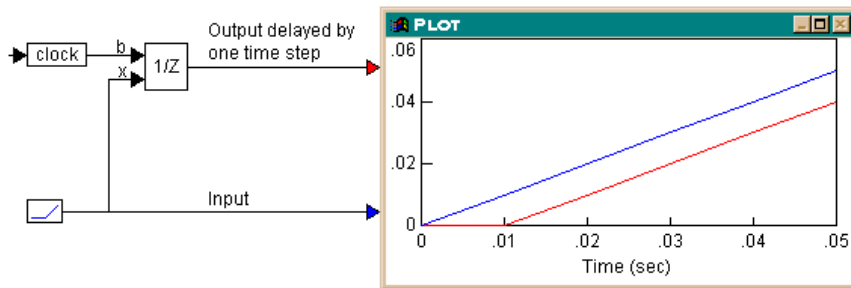 clock
b
x
1/Z
Output delayed by
one time step
Input
PLOT
.06
.04
.02
0
0 .01 .02 .03 .04 .05
Time (sec)